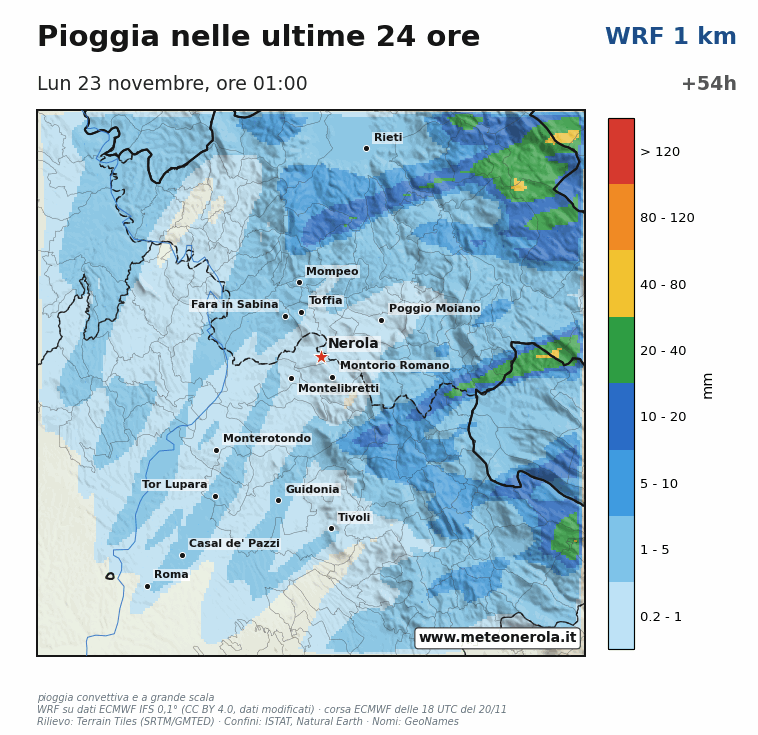 Pioggia nelle ultime 24 ore
WRF 1 km
Lun 23 novembre, ore 01:00
+54h
Rieti
Mompeo
Fara in Sabina
Toffia
Poggio Moiano
Nerola
Montorio Romano
Montelibretti
Monterotondo
Tor Lupara
Guidonia
Tivoli
Casal de' Pazzi
Roma
www.meteonerola.it
> 120
80 - 120
40 - 80
20 - 40
10 - 20
5 - 10
1 - 5
0.2 - 1
mm
pioggia convettiva e a grande scala
WRF su dati ECMWF IFS 0,1° (CC BY 4.0, dati modificati) · corsa ECMWF delle 18 UTC del 20/11
Rilievo: Terrain Tiles (SRTM/GMTED) · Confini: ISTAT, Natural Earth · Nomi: GeoNames